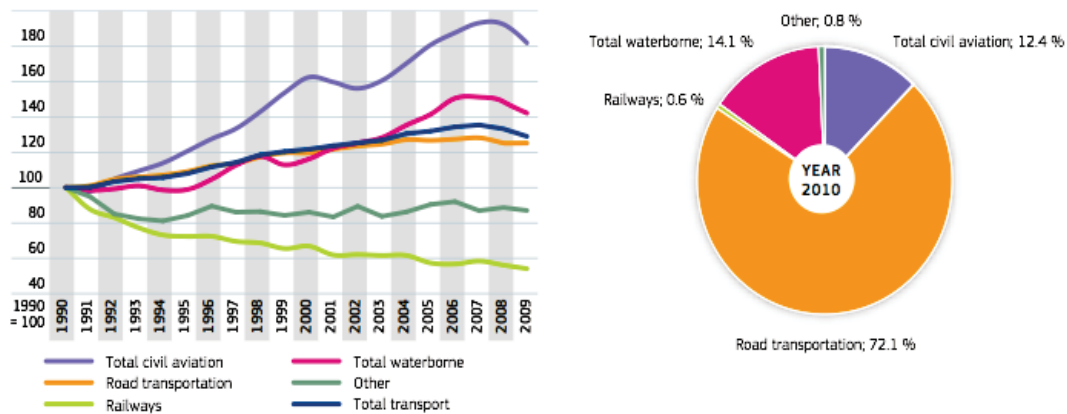 180
160
140
120
100
80
60
40
1990
= 100
1990
1991
1992
1993
1994
1995
1996
1997
1998
1999
2000
2001
2002
2003
2004
2005
2006
2007
2008
2009
Total civil aviation
Road transportation
Railways
Total waterborne
Other
Total transport
Other; 0.8 %
Total waterborne; 14.1 %
Total civil aviation; 12.4 %
Railways; 0.6 %
YEAR
2010
Road transportation; 72.1 %